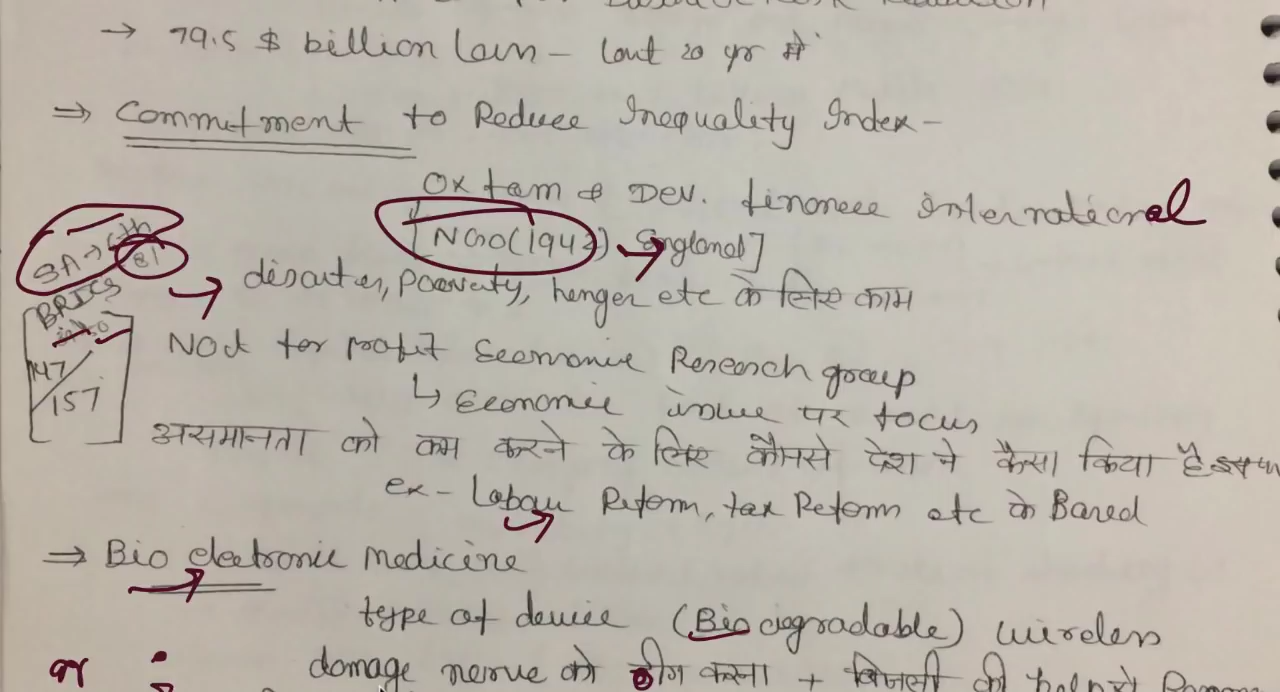 → 79.5 $ billion loan - last 20 yr में
⇒ Commitment to Reduce Inequality Index -
Oxfam & Dev. finance International
[NGO (1942) → England]
SA → 6th
81
→ disaster, Poverty, hunger etc के लिए काम
BRICS
147/157
Not for profit Economic Research group
↳ Economic issue पर focus
असमानता को कम करने के लिए कौनसे देश ने कैसा किया है
ex - Labour Reform, tax Reform etc के Based
⇒ Bio electronic medicine
type of device (Bio degradable) wireless
damage nerve को ठीग करना + बिजली की help से